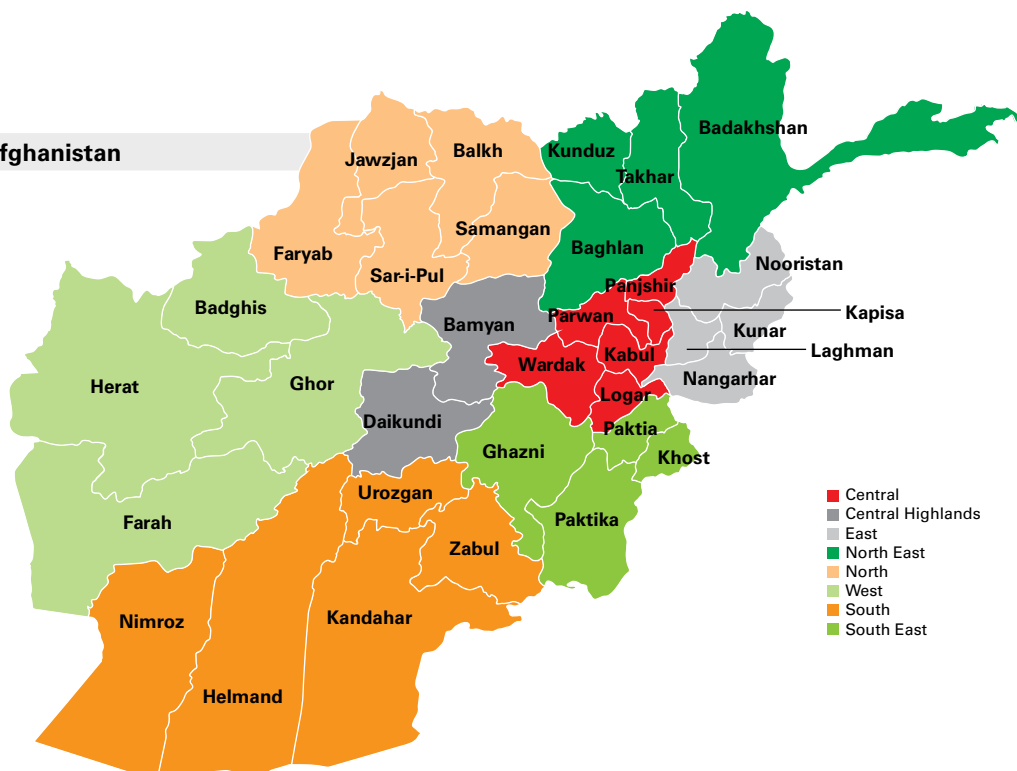 fghanistan
Badakhshan
Jawzjan
Balkh
Kunduz
Takhar
Samangan
Baghlan
Faryab
Sar-i-Pul
Nooristan
Panjshir
Badghis
Parwan
Kapisa
Bamyan
Kunar
Laghman
Kabul
Wardak
Herat
Ghor
Nangarhar
Logar
Daikundi
Paktia
Ghazni
Khost
Urozgan
Farah
Paktika
Zabul
Nimroz
Kandahar
Helmand
Central
Central Highlands
East
North East
North
West
South
South East